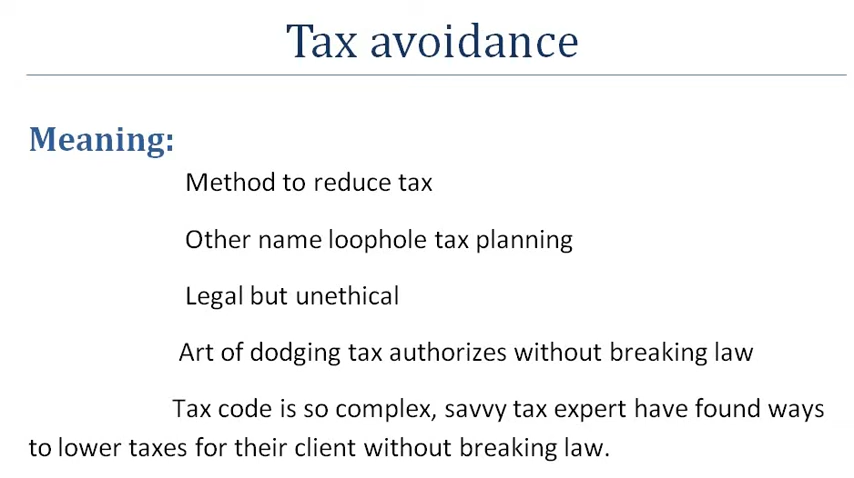 Tax avoidance
Meaning:
Method to reduce tax
Other name loophole tax planning
Legal but unethical
Art of dodging tax authorizes without breaking law
Tax code is so complex, savvy tax expert have found ways
to lower taxes for their client without breaking law.